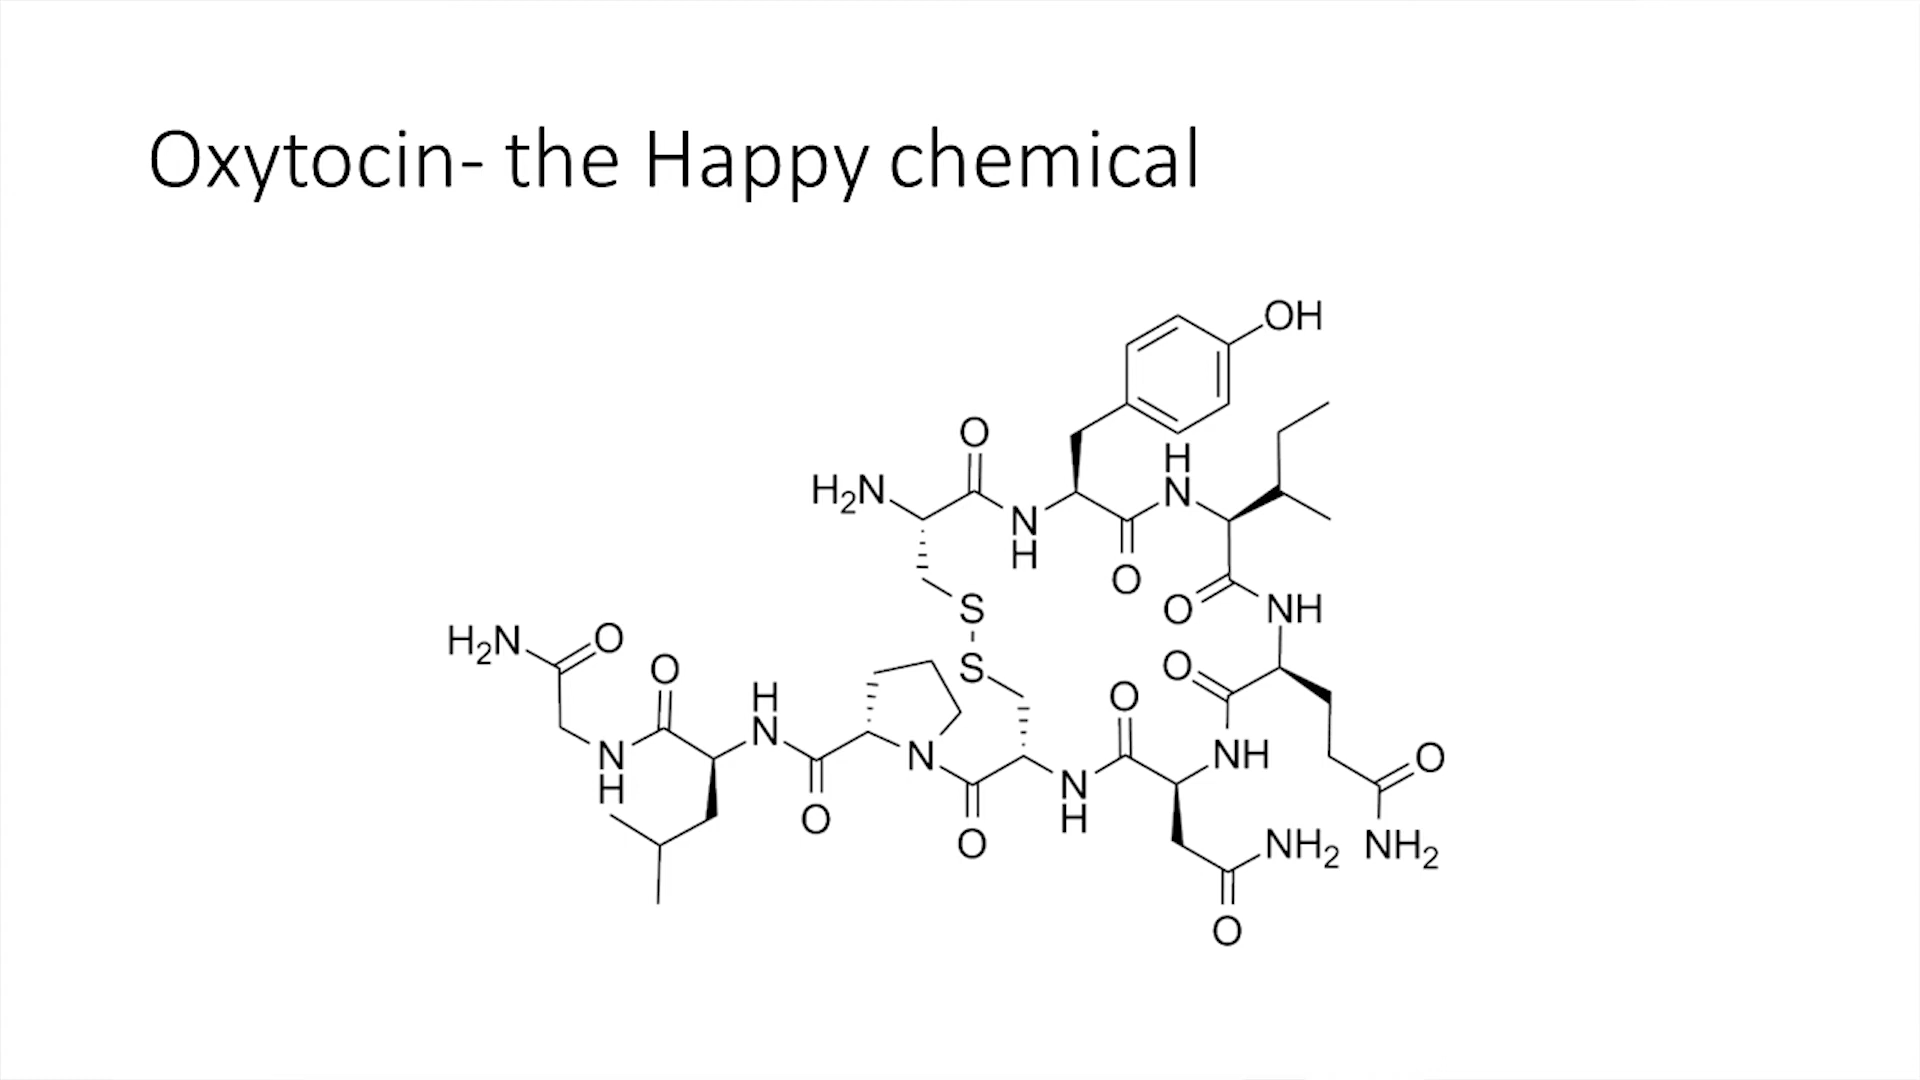 Oxytocin- the Happy chemical
OH
O
H
H₂N
N
N
H
O
S
O
NH
H₂N
O
O
S
O
O
H
N
N
H
N
N
H
NH
O
O
O
NH₂
NH₂
O